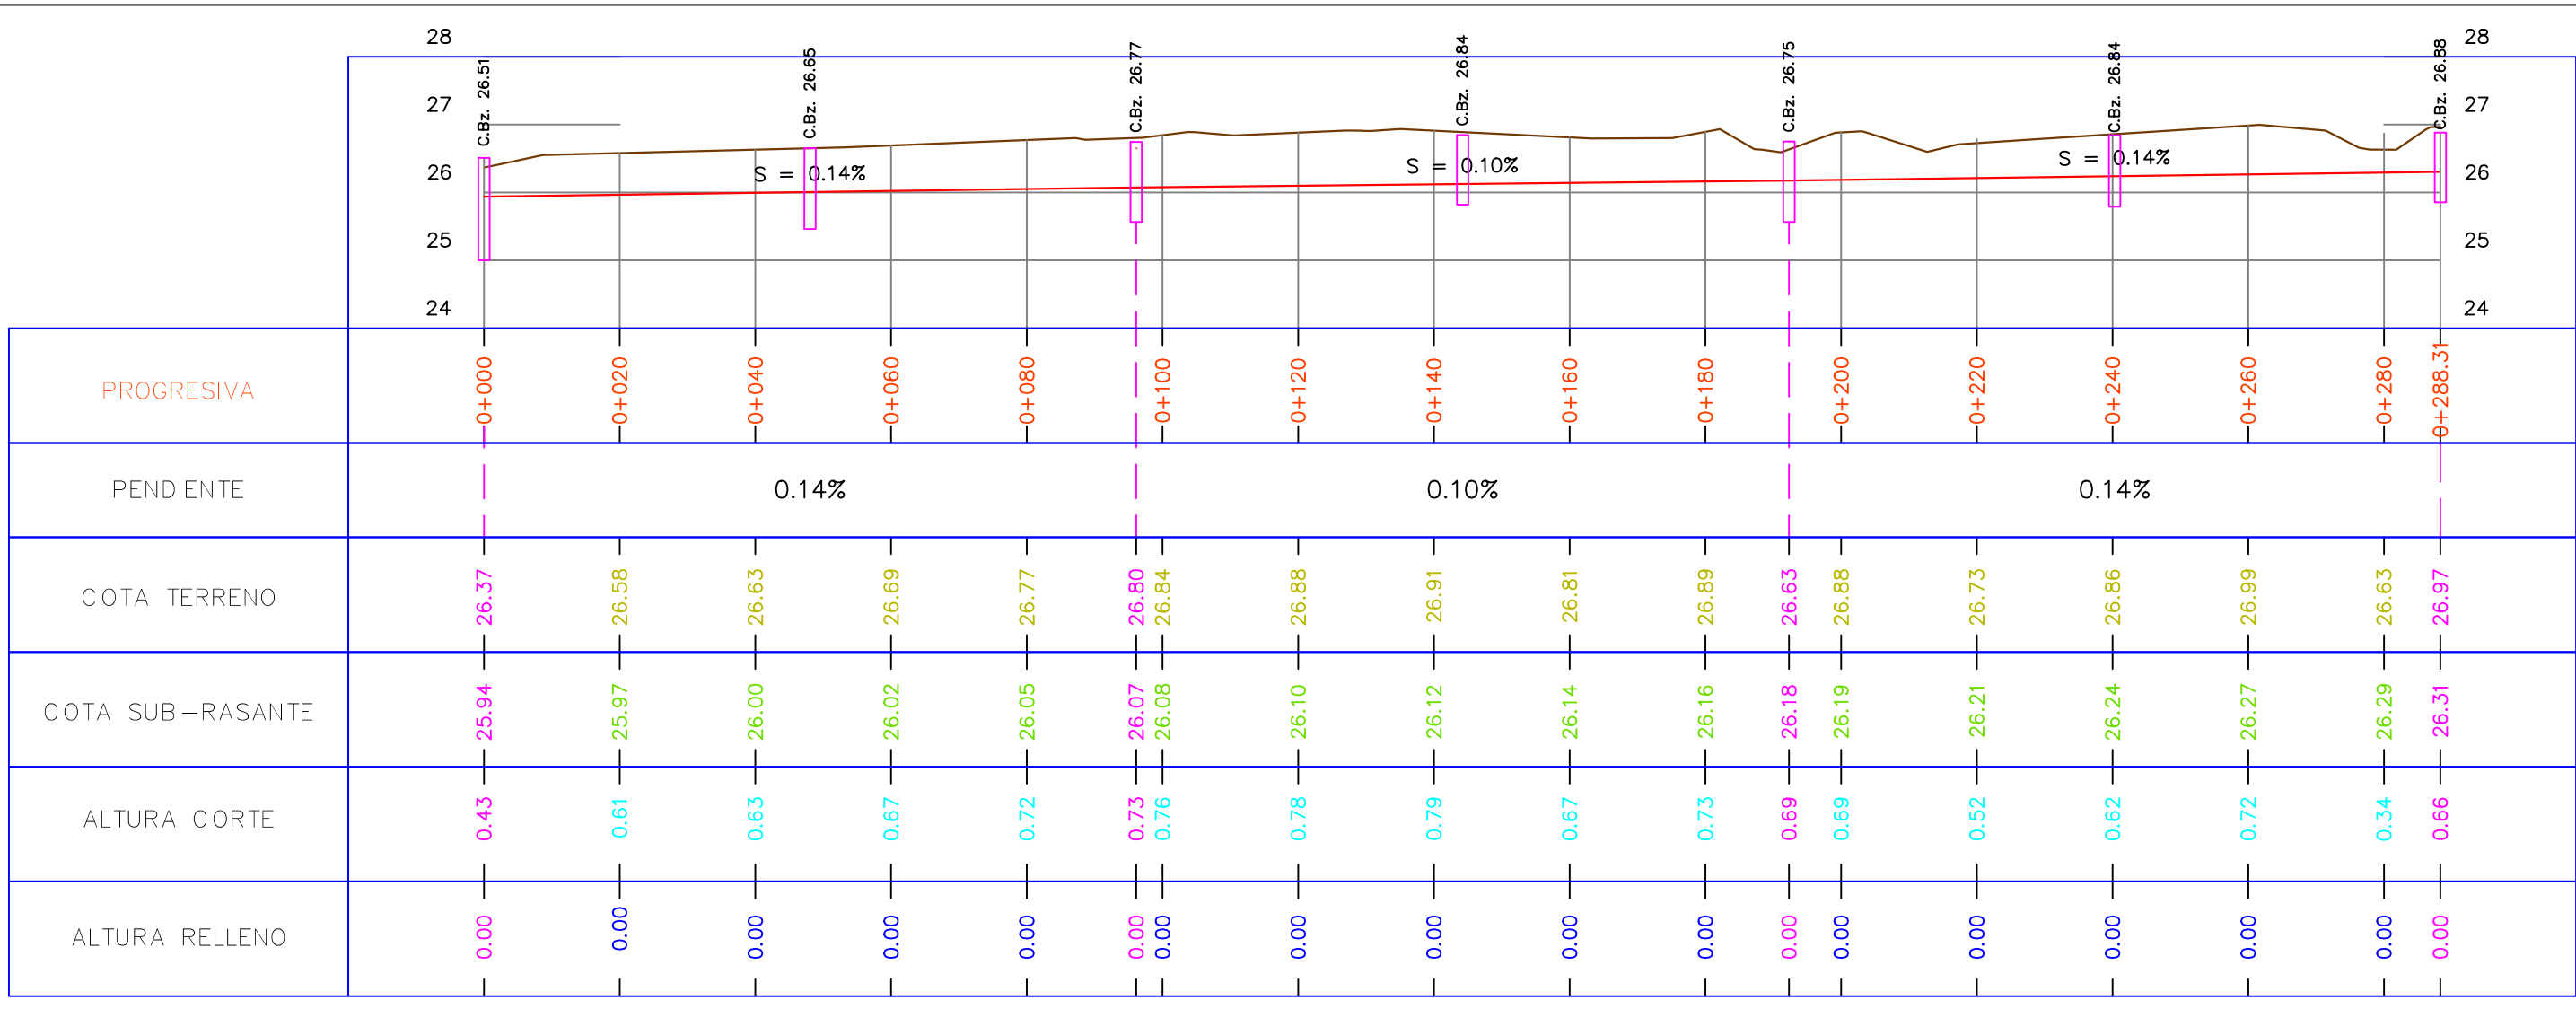 28 28
C.Bz. 26.51 C.Bz. 26.65 C.Bz. 26.77 C.Bz. 26.84 C.Bz. 26.75 C.Bz. 26.84 C.Bz. 26.88
27 27
26 S = 0.14% S = 0.10% S = 0.14% 26
25 25
24 24
PROGRESIVA 0+000 0+020 0+040 0+060 0+080 0+100 0+120 0+140 0+160 0+180 0+200 0+220 0+240 0+260 0+280 0+288.31
PENDIENTE 0.14% 0.10% 0.14%
COTA TERRENO 26.37 26.58 26.63 26.69 26.77 26.80 26.84 26.88 26.91 26.81 26.89 26.63 26.88 26.73 26.86 26.99 26.63 26.97
COTA SUB-RASANTE 25.94 25.97 26.00 26.02 26.05 26.07 26.08 26.10 26.12 26.14 26.16 26.18 26.19 26.21 26.24 26.27 26.29 26.31
ALTURA CORTE 0.43 0.61 0.63 0.67 0.72 0.73 0.76 0.78 0.79 0.67 0.73 0.69 0.69 0.52 0.62 0.72 0.34 0.66
ALTURA RELLENO 0.00 0.00 0.00 0.00 0.00 0.00 0.00 0.00 0.00 0.00 0.00 0.00 0.00 0.00 0.00 0.00 0.00 0.00